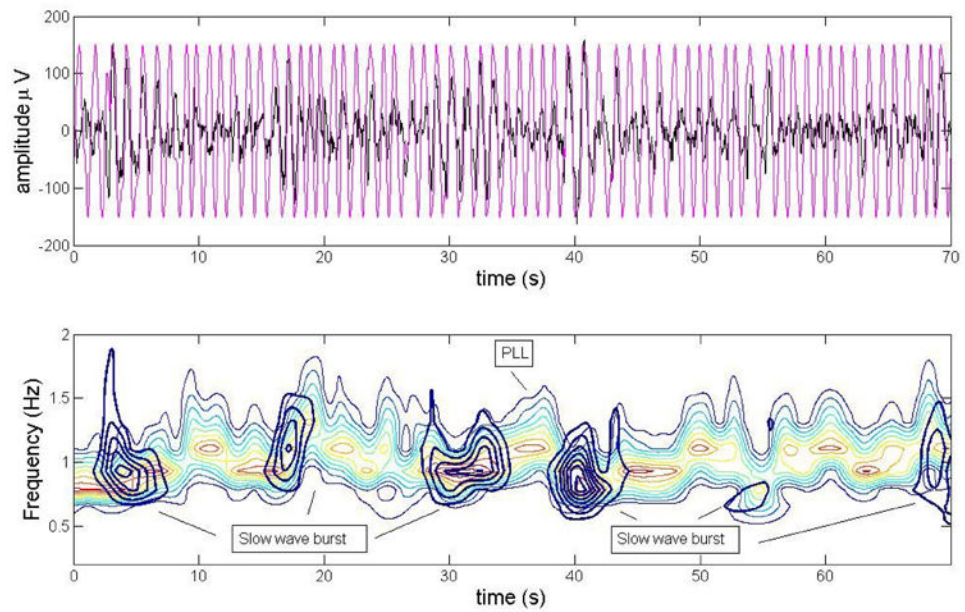 200
100
0
-100
-200
amplitude μ V
0 10 20 30 40 50 60 70
time (s)
2
1.5
1
0.5
Frequency (Hz)
PLL
Slow wave burst
Slow wave burst
0 10 20 30 40 50 60
time (s)